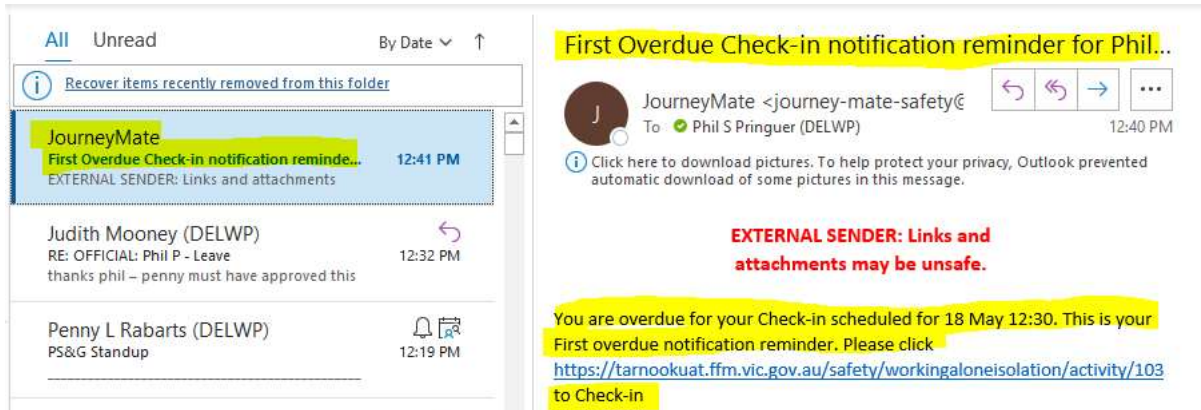 All Unread By Date ↑
Recover items recently removed from this folder
JourneyMate
First Overdue Check-in notification reminde... 12:41 PM
EXTERNAL SENDER: Links and attachments
Judith Mooney (DELWP)
RE: OFFICIAL: Phil P - Leave 12:32 PM
thanks phil – penny must have approved this
Penny L Rabarts (DELWP)
PS&G Standup 12:19 PM
First Overdue Check-in notification reminder for Phil...
J
JourneyMate <journey-mate-safety@
To Phil S Pringuer (DELWP) 12:40 PM
Click here to download pictures. To help protect your privacy, Outlook prevented
automatic download of some pictures in this message.
EXTERNAL SENDER: Links and
attachments may be unsafe.
You are overdue for your Check-in scheduled for 18 May 12:30. This is your
First overdue notification reminder. Please click
https://tarnookuat.ffm.vic.gov.au/safety/workingaloneisolation/activity/103
to Check-in